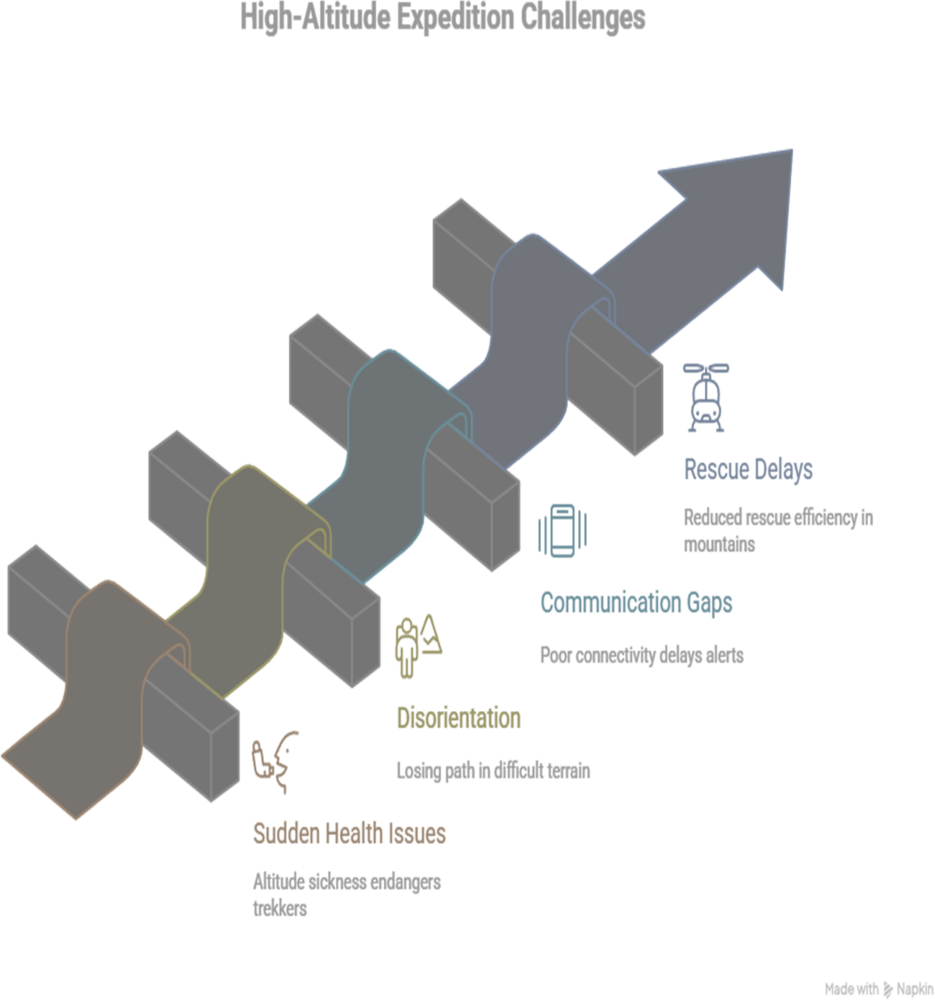 High-Altitude Expedition Challenges
Rescue Delays
Reduced rescue efficiency in
mountains
Communication Gaps
Poor connectivity delays alerts
Disorientation
Losing path in difficult terrain
Sudden Health Issues
Altitude sickness endangers
trekkers
Made with Napkin